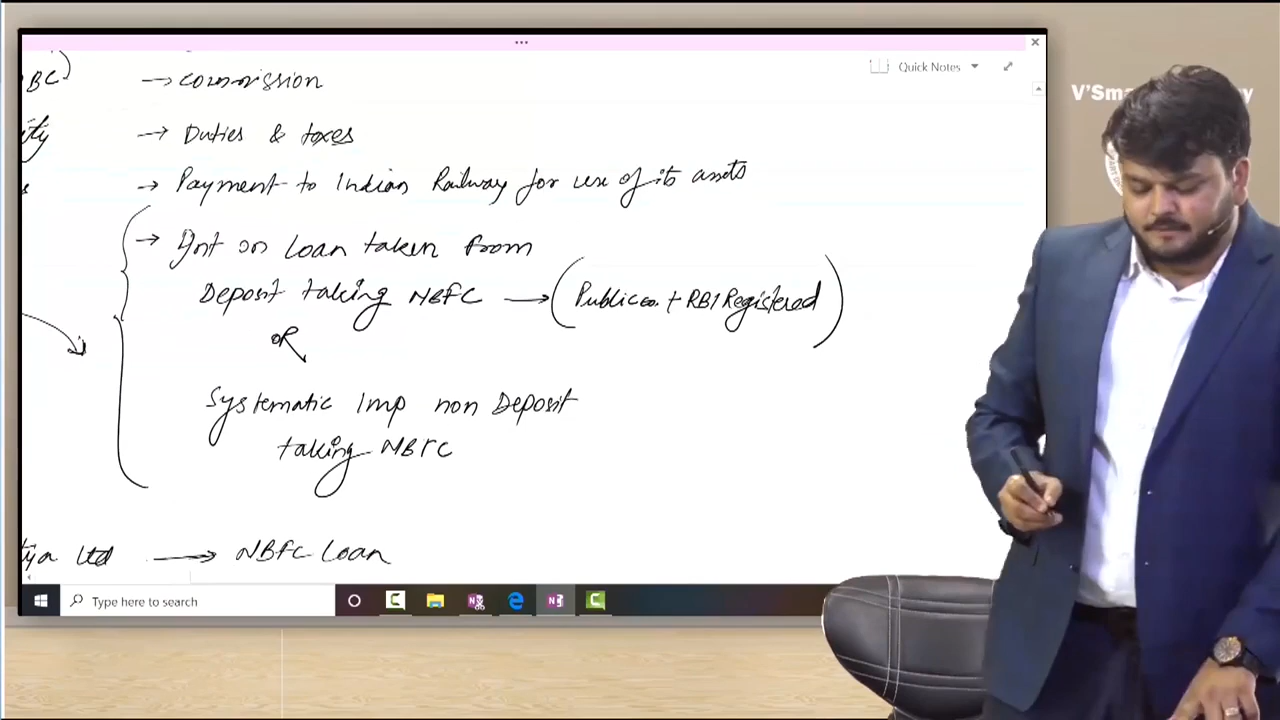 BC) → commission
Quick Notes
V'Sma
→ Duties & taxes
→ Payment to Indian Railway for use of its assets
→ Int on loan taken from
Deposit taking NBFC → (Public co. + RBI Registered)
OR
Systematic Imp non Deposit
taking NBFC
Ltd → NBFC Loan
Type here to search